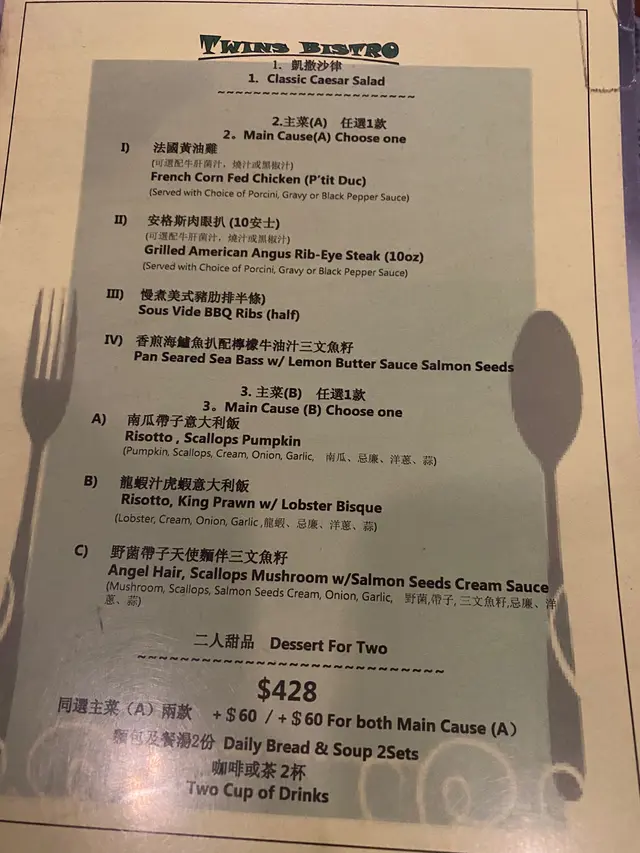 TWINS BISTRO
1. 凱撒沙律
1. Classic Caesar Salad
~~~~~~~~~~~~~~~~~~~~~~
2.主菜(A) 任選1款
2。Main Cause(A) Choose one
I) 法國黃油雞
(可選配牛肝菌汁，燒汁或黑椒汁)
French Corn Fed Chicken (P'tit Duc)
(Served with Choice of Porcini, Gravy or Black Pepper Sauce)
II) 安格斯肉眼扒 (10安士)
(可選配牛肝菌汁，燒汁或黑椒汁)
Grilled American Angus Rib-Eye Steak (10oz)
(Served with Choice of Porcini, Gravy or Black Pepper Sauce)
III) 慢煮美式豬肋排半條)
Sous Vide BBQ Ribs (half)
IV) 香煎海鱸魚扒配檸檬牛油汁三文魚籽
Pan Seared Sea Bass w/ Lemon Butter Sauce Salmon Seeds
3. 主菜(B) 任選1款
3。Main Cause (B) Choose one
A) 南瓜帶子意大利飯
Risotto , Scallops Pumpkin
(Pumpkin, Scallops, Cream, Onion, Garlic, 南瓜、忌廉、洋蔥、蒜)
B) 龍蝦汁虎蝦意大利飯
Risotto, King Prawn w/ Lobster Bisque
(Lobster, Cream, Onion, Garlic ,龍蝦、忌廉、洋蔥、蒜)
C) 野菌帶子天使麵伴三文魚籽
Angel Hair, Scallops Mushroom w/Salmon Seeds Cream Sauce
(Mushroom, Scallops, Salmon Seeds Cream, Onion, Garlic, 野菌,帶子, 三文魚籽,忌廉、洋
蔥、蒜)
二人甜品 Dessert For Two
~~~~~~~~~~~~~~~~~~~~~~~~~~
$428
同選主菜（A）兩款 +＄60 / +＄60 For both Main Cause (A）
麵包及餐湯2份 Daily Bread & Soup 2Sets
咖啡或茶 2杯
Two Cup of Drinks